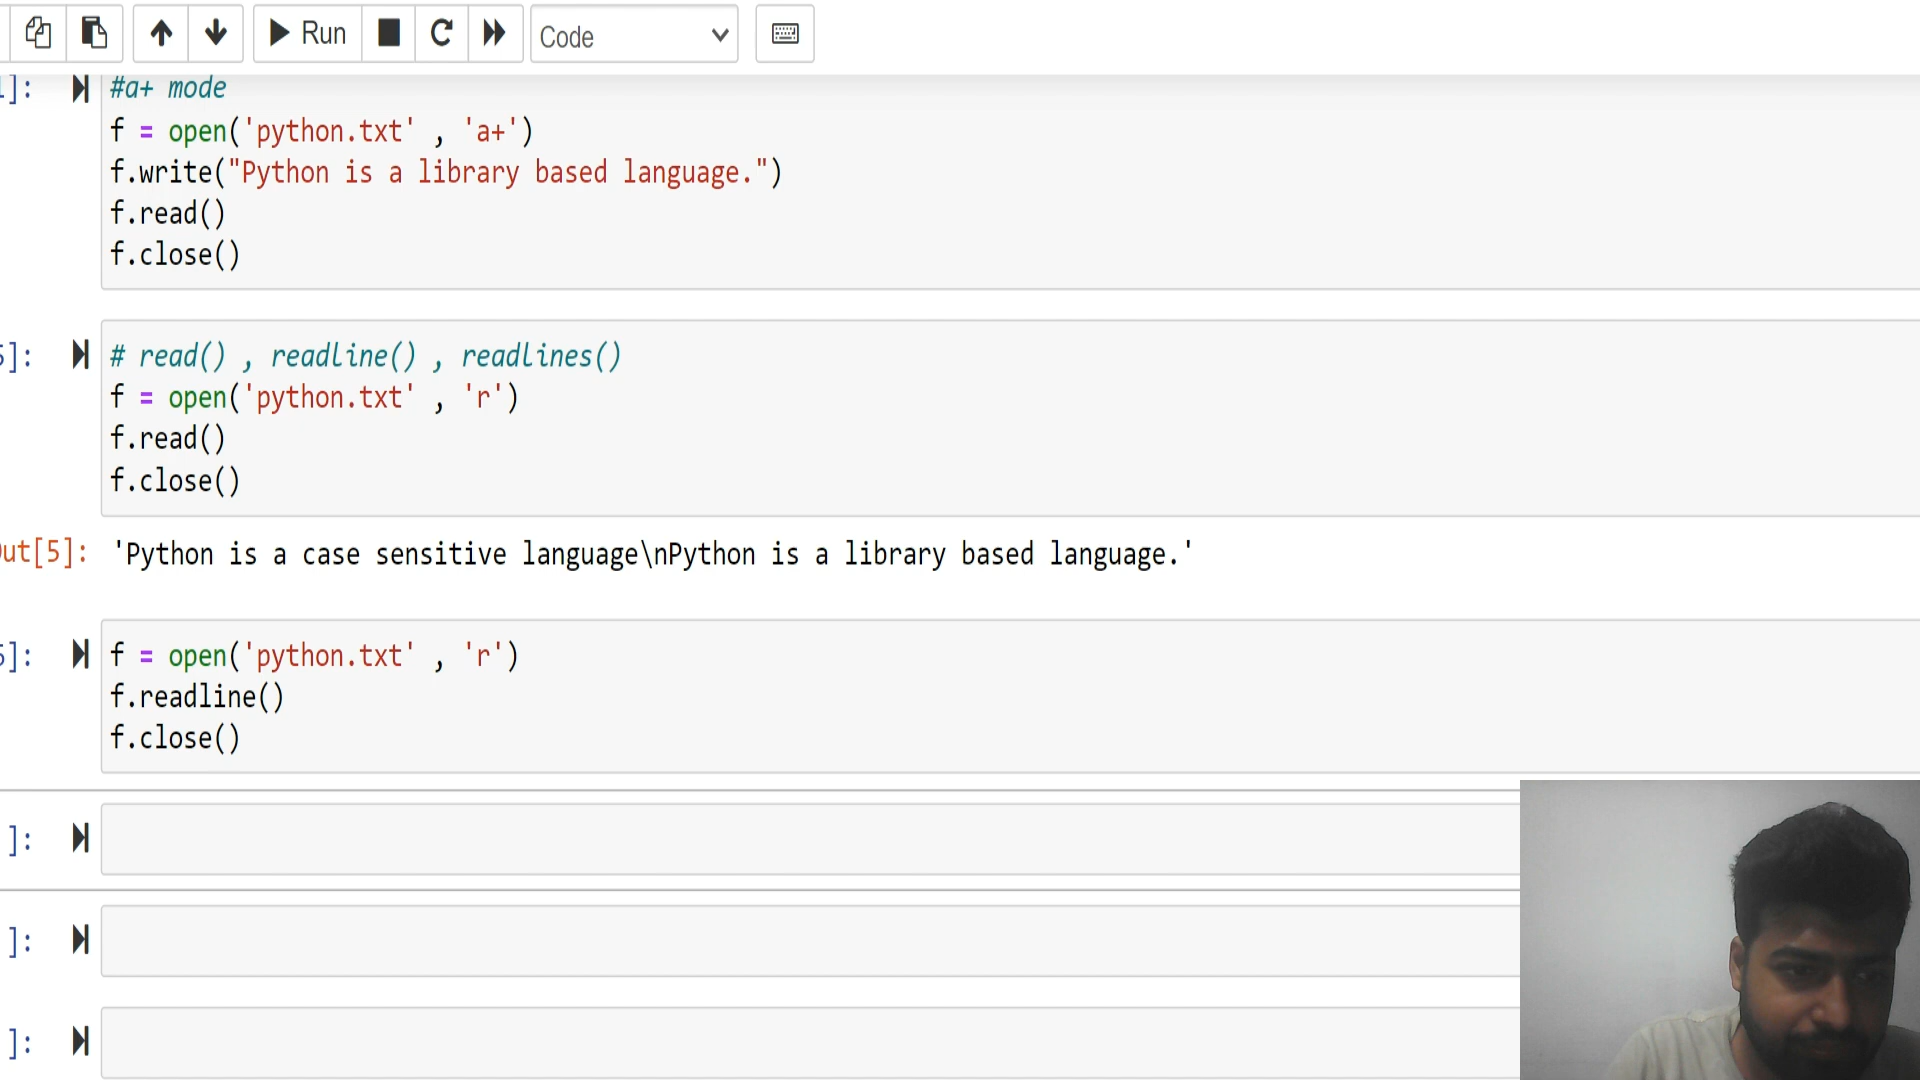 Run
Code
]:
#a+ mode
f = open('python.txt' , 'a+')
f.write("Python is a library based language.")
f.read()
f.close()
5]:
# read() , readline() , readlines()
f = open('python.txt' , 'r')
f.read()
f.close()
ut[5]: 'Python is a case sensitive language\nPython is a library based language.'
]:
f = open('python.txt' , 'r')
f.readline()
f.close()
]:
]:
]: